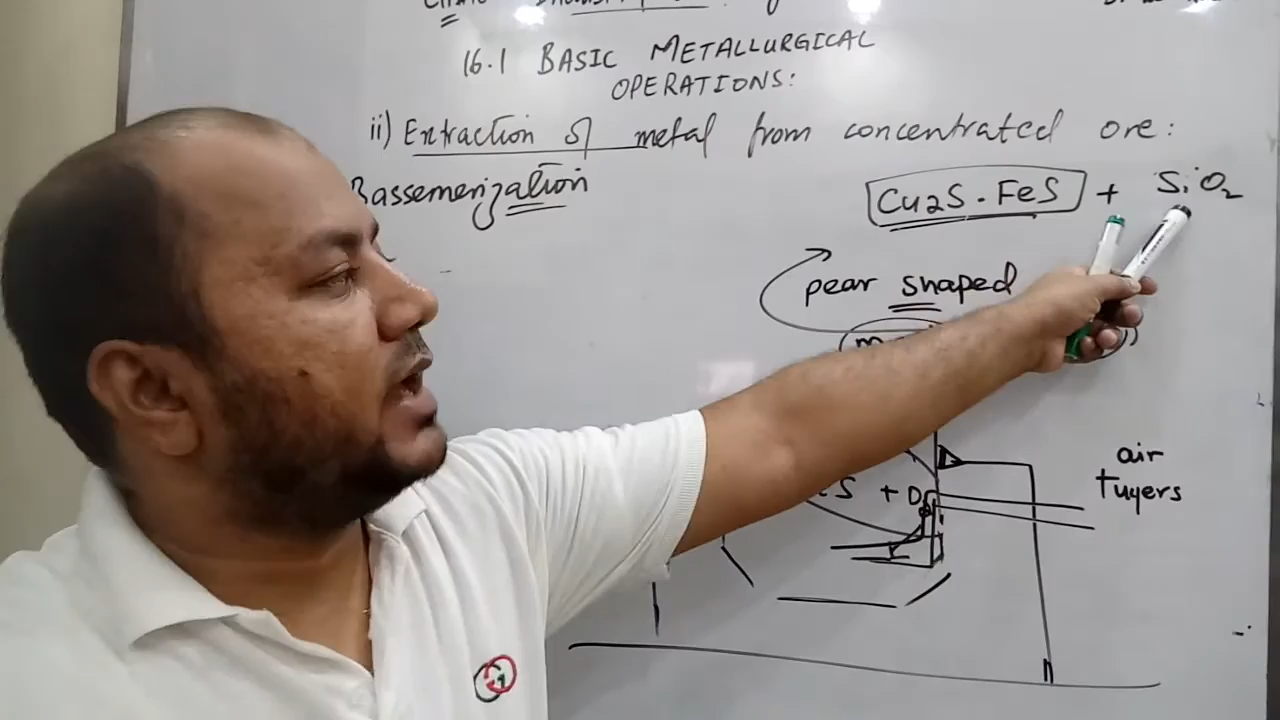 16.1 BASIC METALLURGICAL
OPERATIONS:
ii) Extraction of metal from concentrated ore:
Bassemerization
Cu2S.FeS + SiO2
pear shaped
air
tuyers
S + O